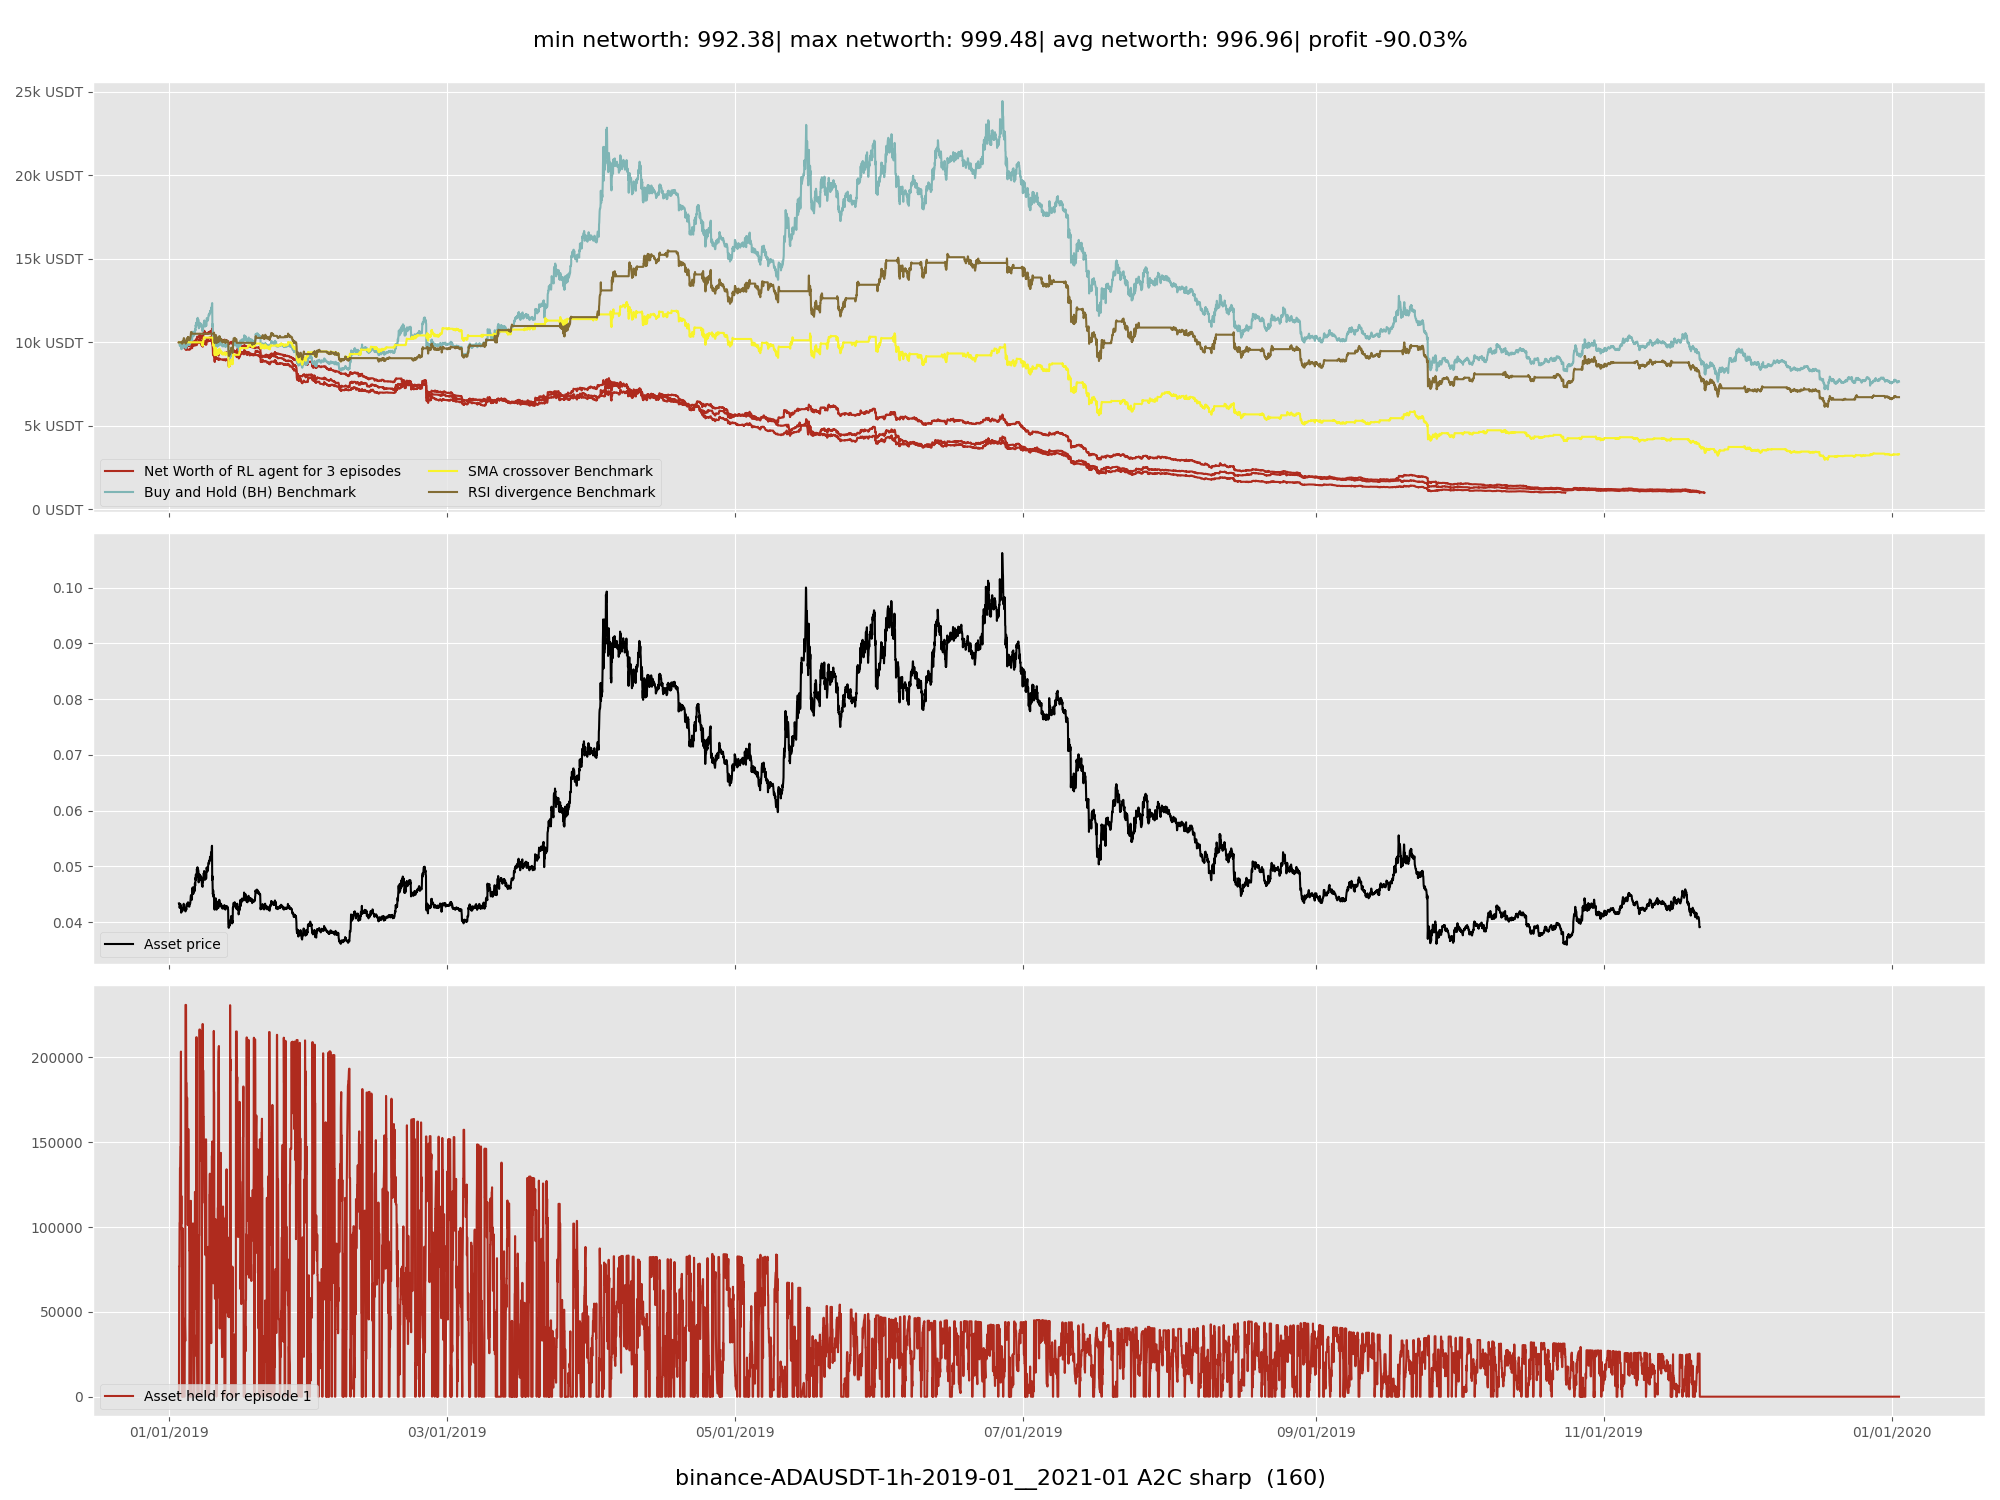 min networth: 992.38| max networth: 999.48| avg networth: 996.96| profit -90.03%
25k USDT
20k USDT
15k USDT
10k USDT
5k USDT
0 USDT
Net Worth of RL agent for 3 episodes
Buy and Hold (BH) Benchmark
SMA crossover Benchmark
RSI divergence Benchmark
0.10
0.09
0.08
0.07
0.06
0.05
0.04
Asset price
200000
150000
100000
50000
0
Asset held for episode 1
01/01/2019 03/01/2019 05/01/2019 07/01/2019 09/01/2019 11/01/2019 01/01/2020
binance-ADAUSDT-1h-2019-01__2021-01 A2C sharp (160)